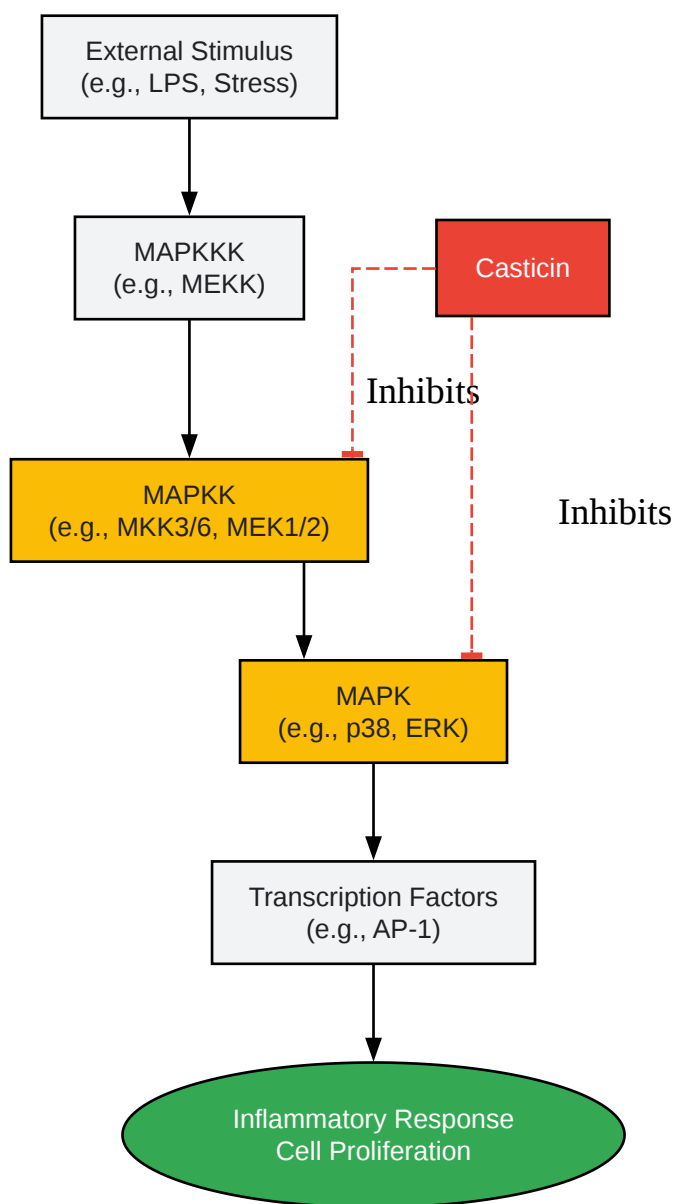 External Stimulus
(e.g., LPS, Stress)
MAPKKK
(e.g., MEKK)
Casticin
Inhibits
MAPKK
(e.g., MKK3/6, MEK1/2)
Inhibits
MAPK
(e.g., p38, ERK)
Transcription Factors
(e.g., AP-1)
Inflammatory Response
Cell Proliferation